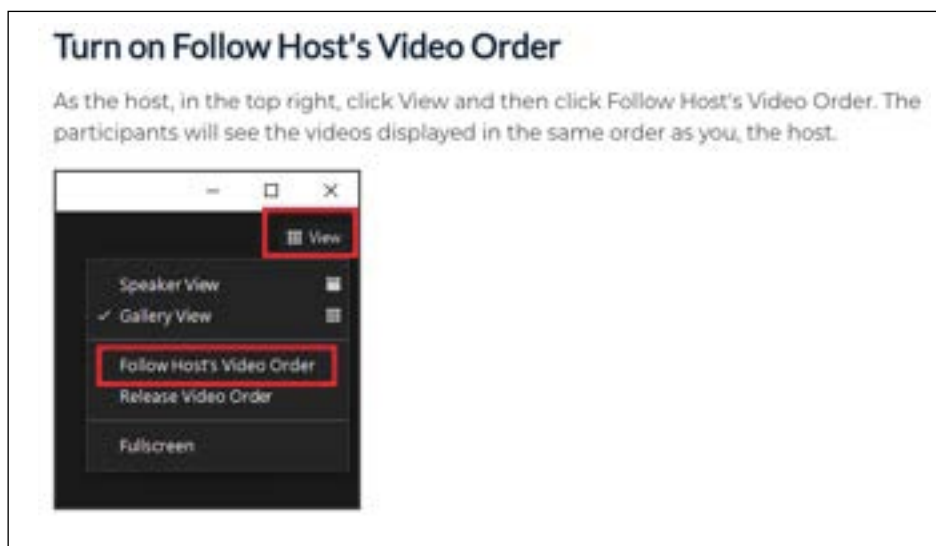 Turn on Follow Host's Video Order
As the host, in the top right, click View and then click Follow Host's Video Order. The
participants will see the videos displayed in the same order as you, the host.
View
Speaker View
Gallery View
Follow Host's Video Order
Release Video Order
Fullscreen